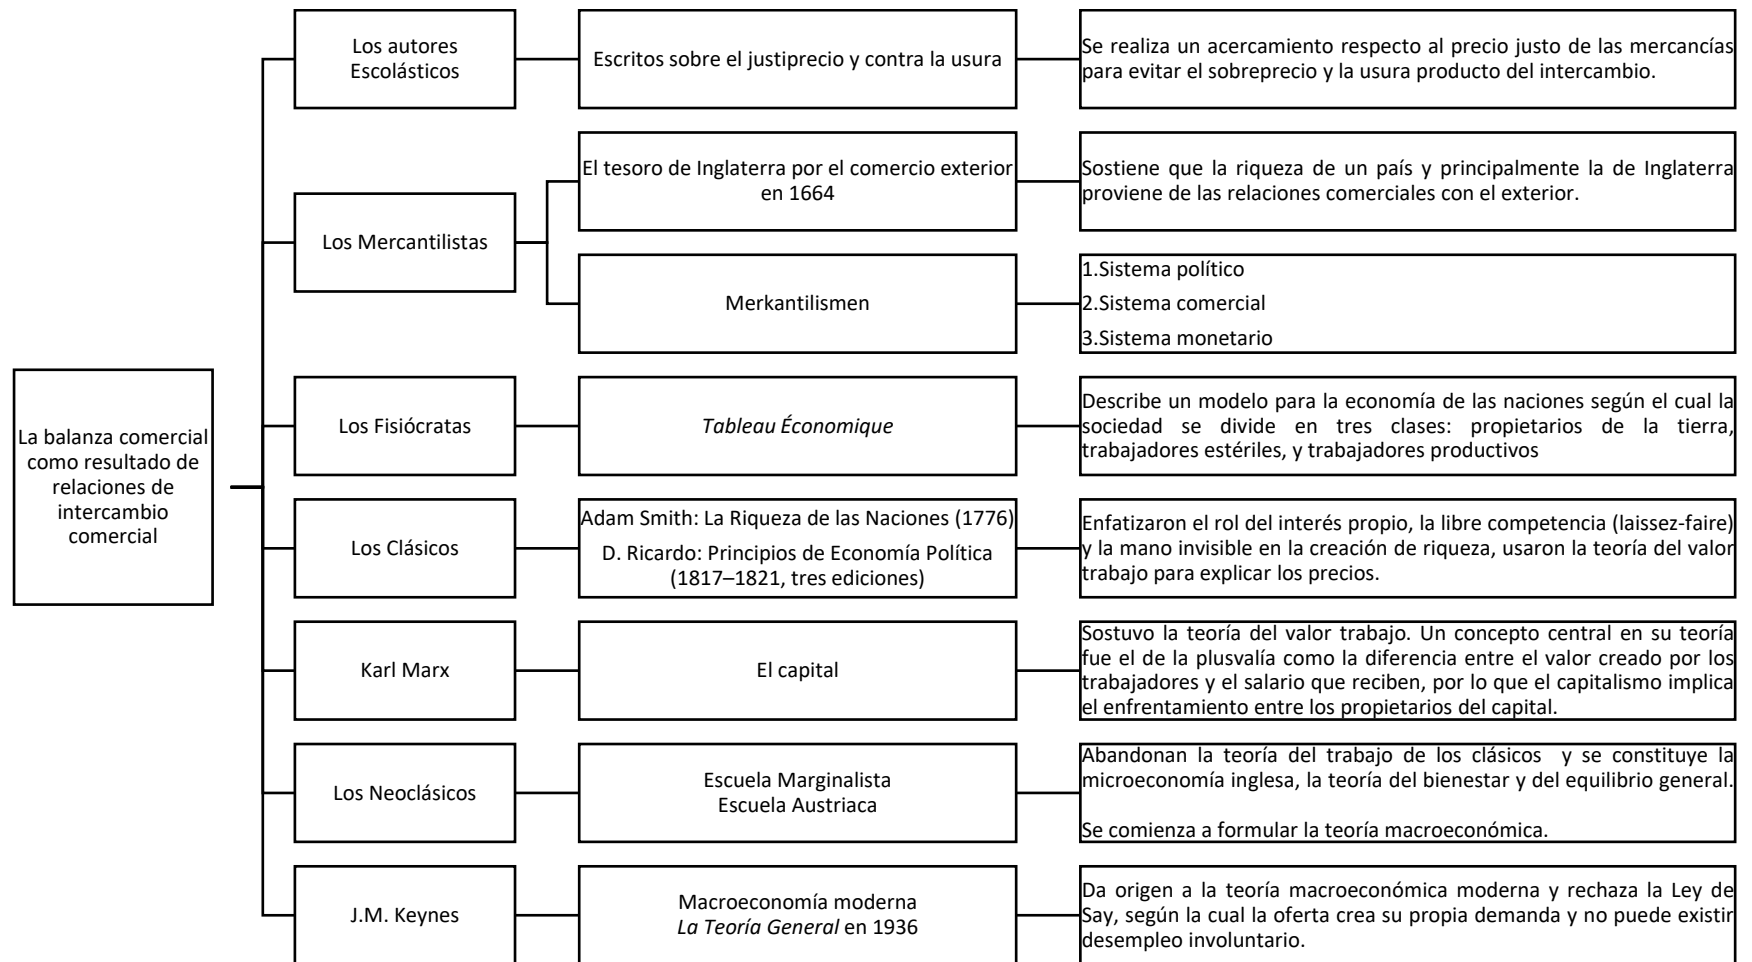 La balanza comercial
como resultado de
relaciones de
intercambio
comercial
Los autores
Escolásticos
Escritos sobre el justiprecio y contra la usura
Se realiza un acercamiento respecto al precio justo de las mercancías
para evitar el sobreprecio y la usura producto del intercambio.
Los Mercantilistas
El tesoro de Inglaterra por el comercio exterior
en 1664
Sostiene que la riqueza de un país y principalmente la de Inglaterra
proviene de las relaciones comerciales con el exterior.
Merkantilismen
1.Sistema político
2.Sistema comercial
3.Sistema monetario
Los Fisiócratas
Tableau Économique
Describe un modelo para la economía de las naciones según el cual la
sociedad se divide en tres clases: propietarios de la tierra,
trabajadores estériles, y trabajadores productivos
Los Clásicos
Adam Smith: La Riqueza de las Naciones (1776)
D. Ricardo: Principios de Economía Política
(1817–1821, tres ediciones)
Enfatizaron el rol del interés propio, la libre competencia (laissez-faire)
y la mano invisible en la creación de riqueza, usaron la teoría del valor
trabajo para explicar los precios.
Karl Marx
El capital
Sostuvo la teoría del valor trabajo. Un concepto central en su teoría
fue el de la plusvalía como la diferencia entre el valor creado por los
trabajadores y el salario que reciben, por lo que el capitalismo implica
el enfrentamiento entre los propietarios del capital.
Los Neoclásicos
Escuela Marginalista
Escuela Austriaca
Abandonan la teoría del trabajo de los clásicos y se constituye la
microeconomía inglesa, la teoría del bienestar y del equilibrio general.
Se comienza a formular la teoría macroeconómica.
J.M. Keynes
Macroeconomía moderna
La Teoría General en 1936
Da origen a la teoría macroeconómica moderna y rechaza la Ley de
Say, según la cual la oferta crea su propia demanda y no puede existir
desempleo involuntario.